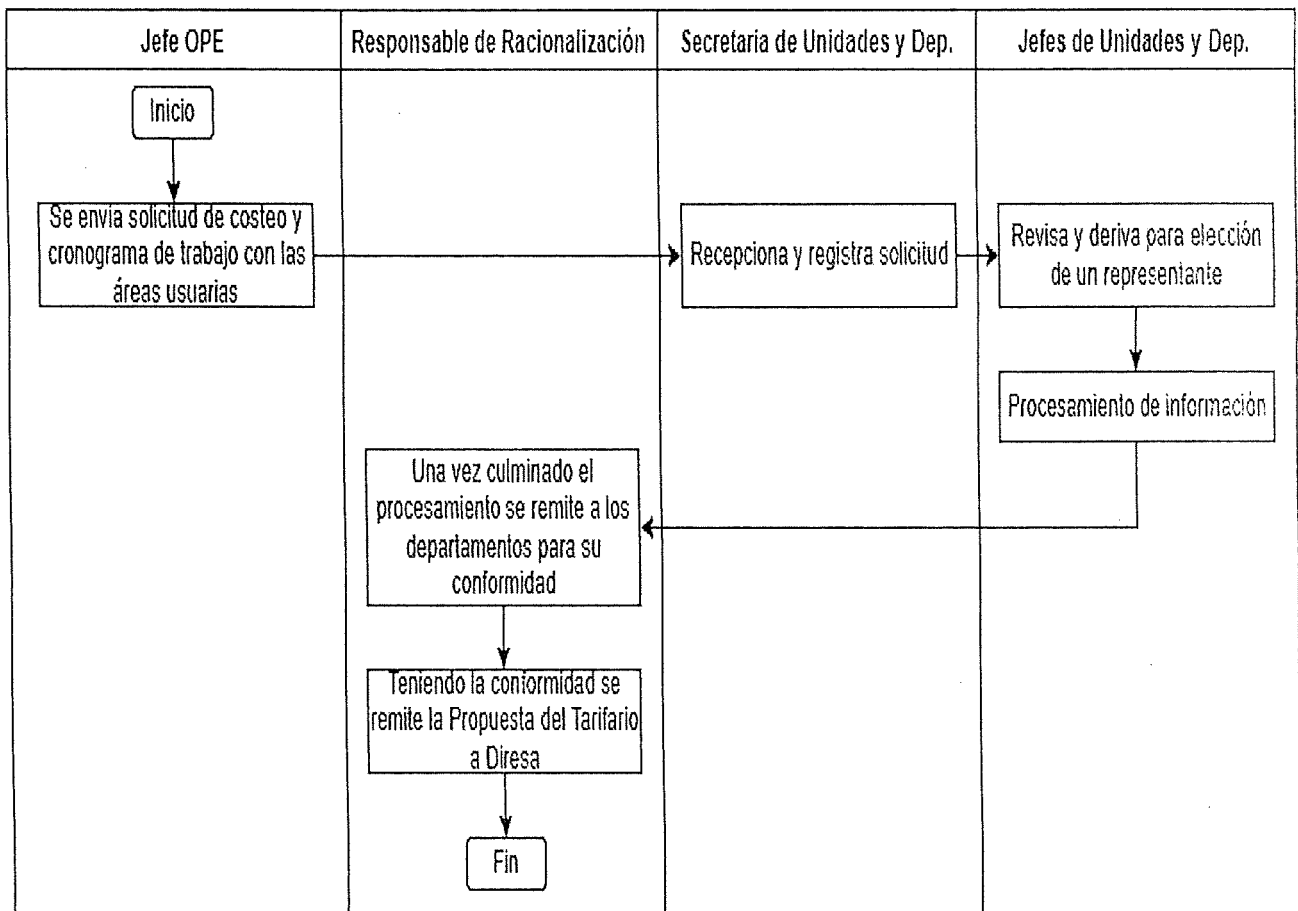 Jefe OPE
Responsable de Racionalización
Secretaria de Unidades y Dep.
Jefes de Unidades y Dep.
Inicio
Se envia solicitud de costeo y
cronograma de trabajo con las
áreas usuarias
Recepciona y registra solicitud
Revisa y deriva para elección
de un representante
Procesamiento de información
Una vez culminado el
procesamiento se remite a los
departamentos para su
conformidad
Teniendo la conformidad se
remite la Propuesta del Tarifario
a Diresa
Fin